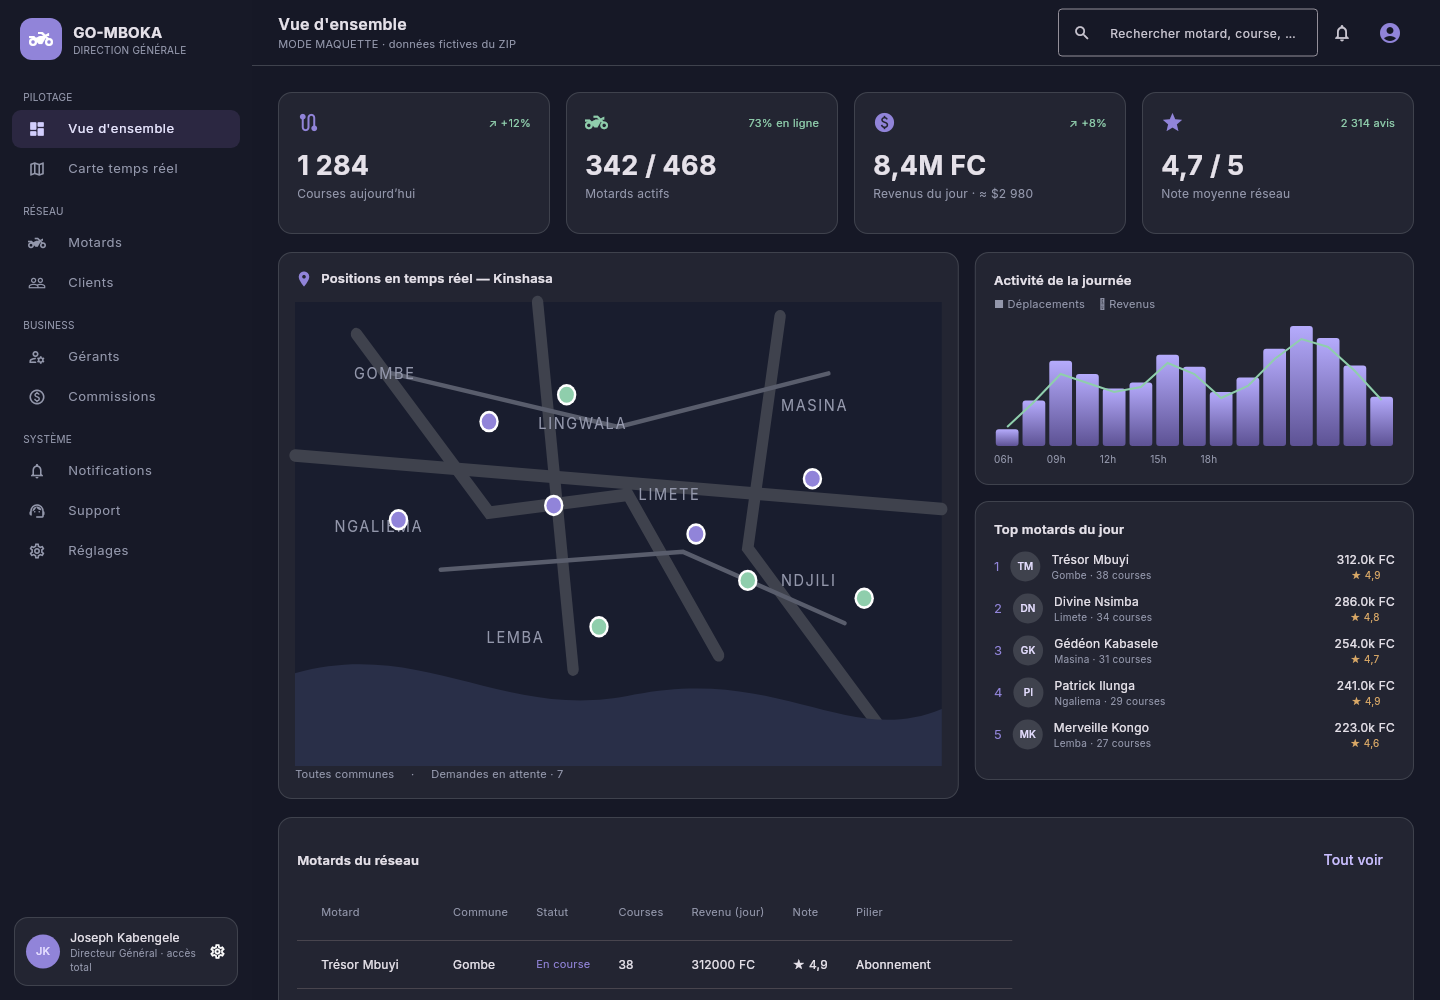 GO-MBOKA
DIRECTION GÉNÉRALE
PILOTAGE
Vue d'ensemble
Carte temps réel
RÉSEAU
Motards
Clients
BUSINESS
Gérants
Commissions
SYSTÈME
Notifications
Support
Réglages
JK
Joseph Kabengele
Directeur Général · accès
total
Vue d'ensemble
MODE MAQUETTE · données fictives du ZIP
Rechercher motard, course, ...
↗ +12%
1 284
Courses aujourd'hui
73% en ligne
342 / 468
Motards actifs
↗ +8%
8,4M FC
Revenus du jour · ≈ $2 980
2 314 avis
4,7 / 5
Note moyenne réseau
Positions en temps réel — Kinshasa
GOMBE
LINGWALA
MASINA
LIMETE
NGALIEMA
NDJILI
LEMBA
Toutes communes · Demandes en attente · 7
Activité de la journée
Déplacements Revenus
06h 09h 12h 15h 18h
Top motards du jour
1 TM Trésor Mbuyi 312.0k FC
Gombe · 38 courses ★ 4,9
2 DN Divine Nsimba 286.0k FC
Limete · 34 courses ★ 4,8
3 GK Gédéon Kabasele 254.0k FC
Masina · 31 courses ★ 4,7
4 PI Patrick Ilunga 241.0k FC
Ngaliema · 29 courses ★ 4,9
5 MK Merveille Kongo 223.0k FC
Lemba · 27 courses ★ 4,6
Motards du réseau
Tout voir
Motard Commune Statut Courses Revenu (jour) Note Pilier
Trésor Mbuyi Gombe En course 38 312000 FC ★ 4,9 Abonnement